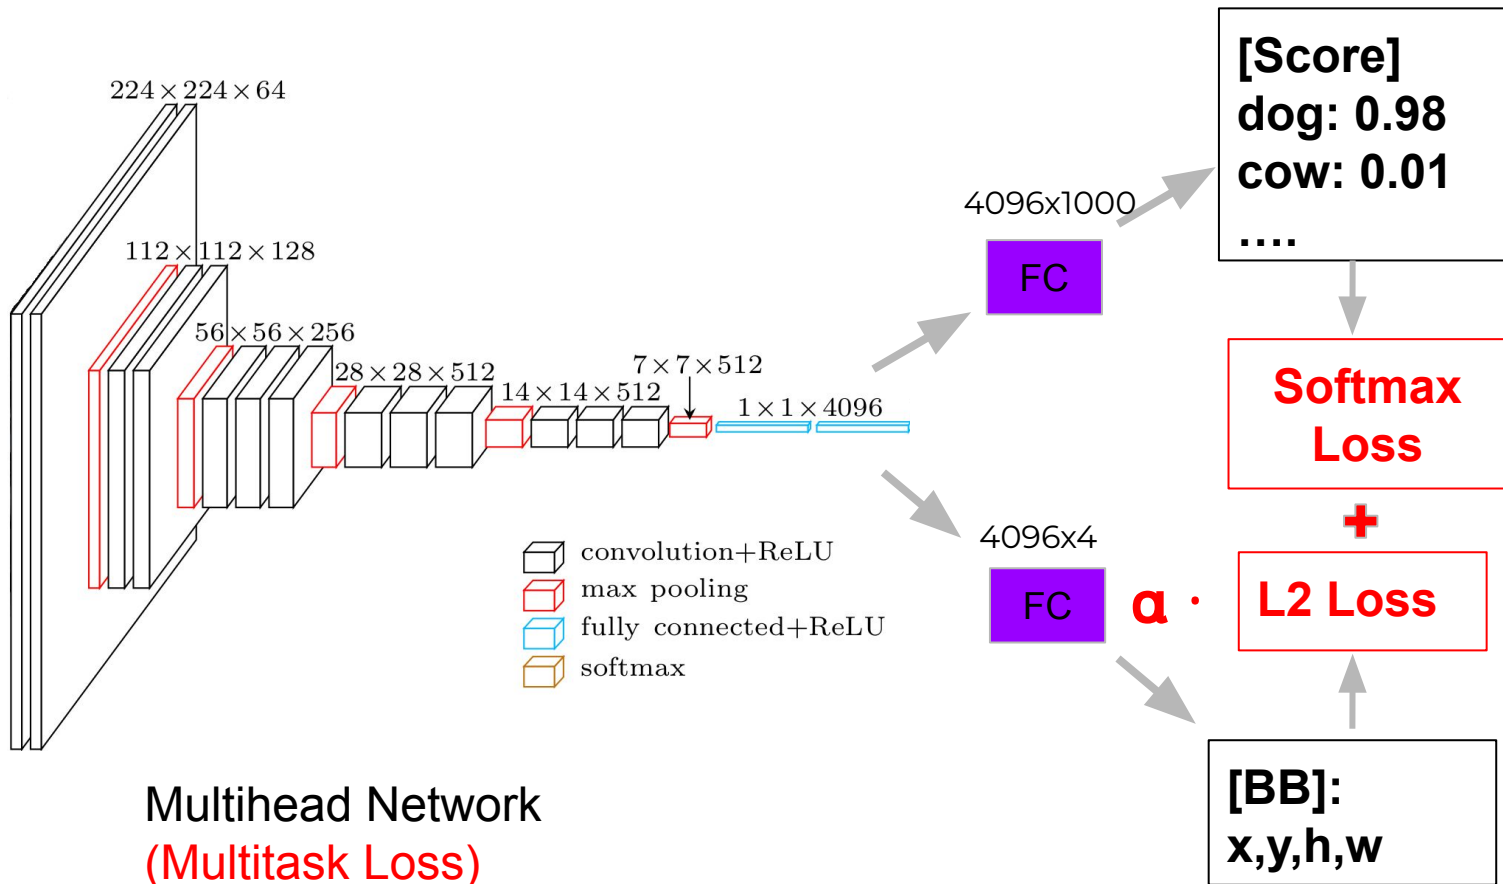 224×224×64
112×112×128
56×56×256
28×28×512
14×14×512
7×7×512
1×1×4096
convolution+ReLU
max pooling
fully connected+ReLU
softmax
4096x1000
FC
4096x4
FC
[Score]
dog: 0.98
cow: 0.01
....
Softmax
Loss
+
α · L2 Loss
[BB]:
x,y,h,w
Multihead Network
(Multitask Loss)